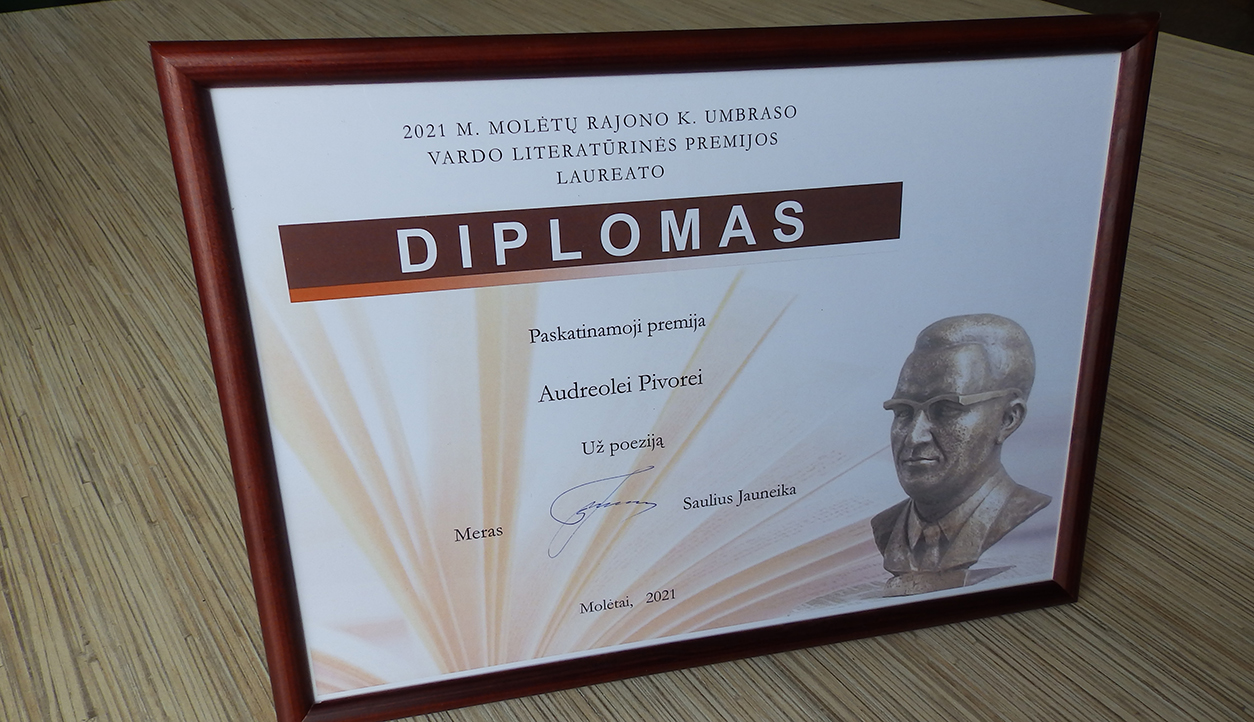 2021 M. MOLĖTŲ RAJONO K. UMBRASO
VARDO LITERATŪRINĖS PREMIJOS
LAUREATO
DIPLOMAS
Paskatinamoji premija
Audreolei Pivorei
Už poeziją
Meras Saulius Jauneika
Molėtai, 2021